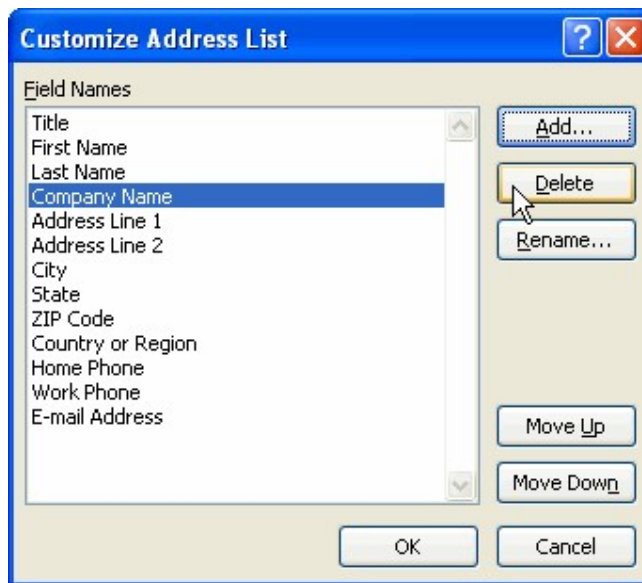 Customize Address List
Field Names
Title
First Name
Last Name
Company Name
Address Line 1
Address Line 2
City
State
ZIP Code
Country or Region
Home Phone
Work Phone
E-mail Address
Add...
Delete
Rename...
Move Up
Move Down
OK
Cancel